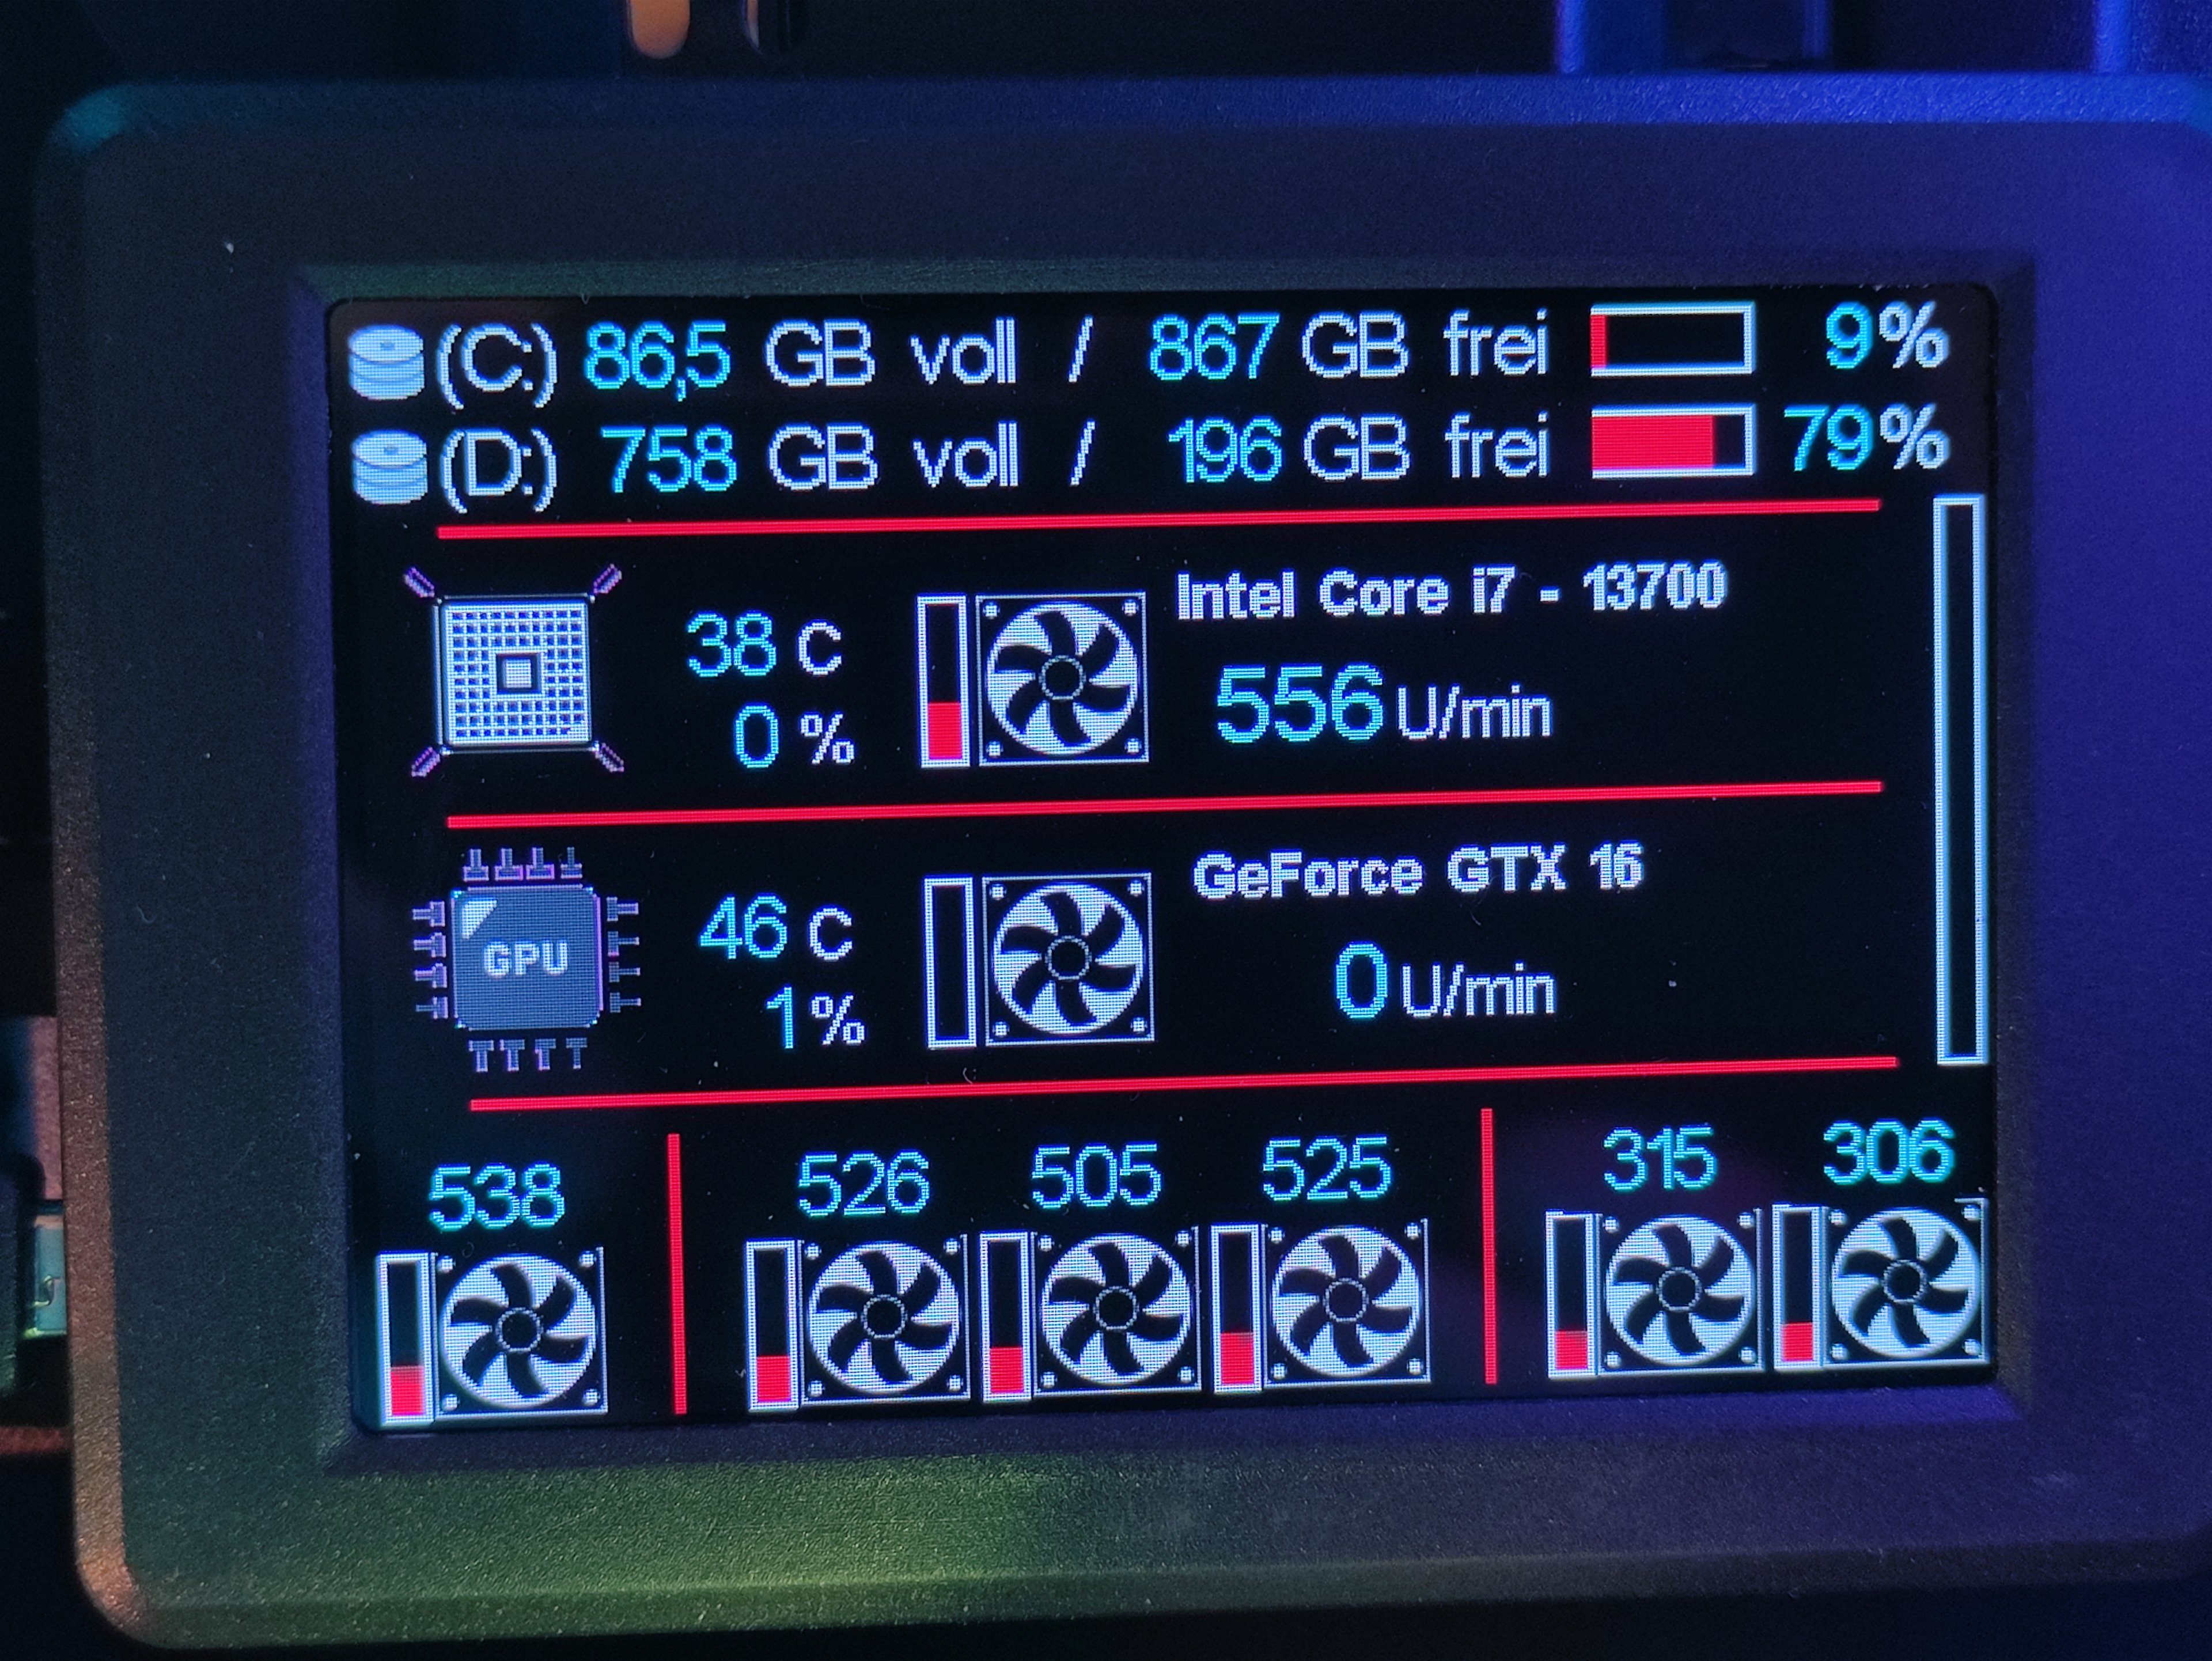 (C:) 86,5 GB voll / 867 GB frei 9%
(D:) 758 GB voll / 196 GB frei 79%
Intel Core i7 - 13700
38 C
0 %
556 U/min
GeForce GTX 16
GPU
46 C
1 %
0 U/min
538 526 505 525 315 306